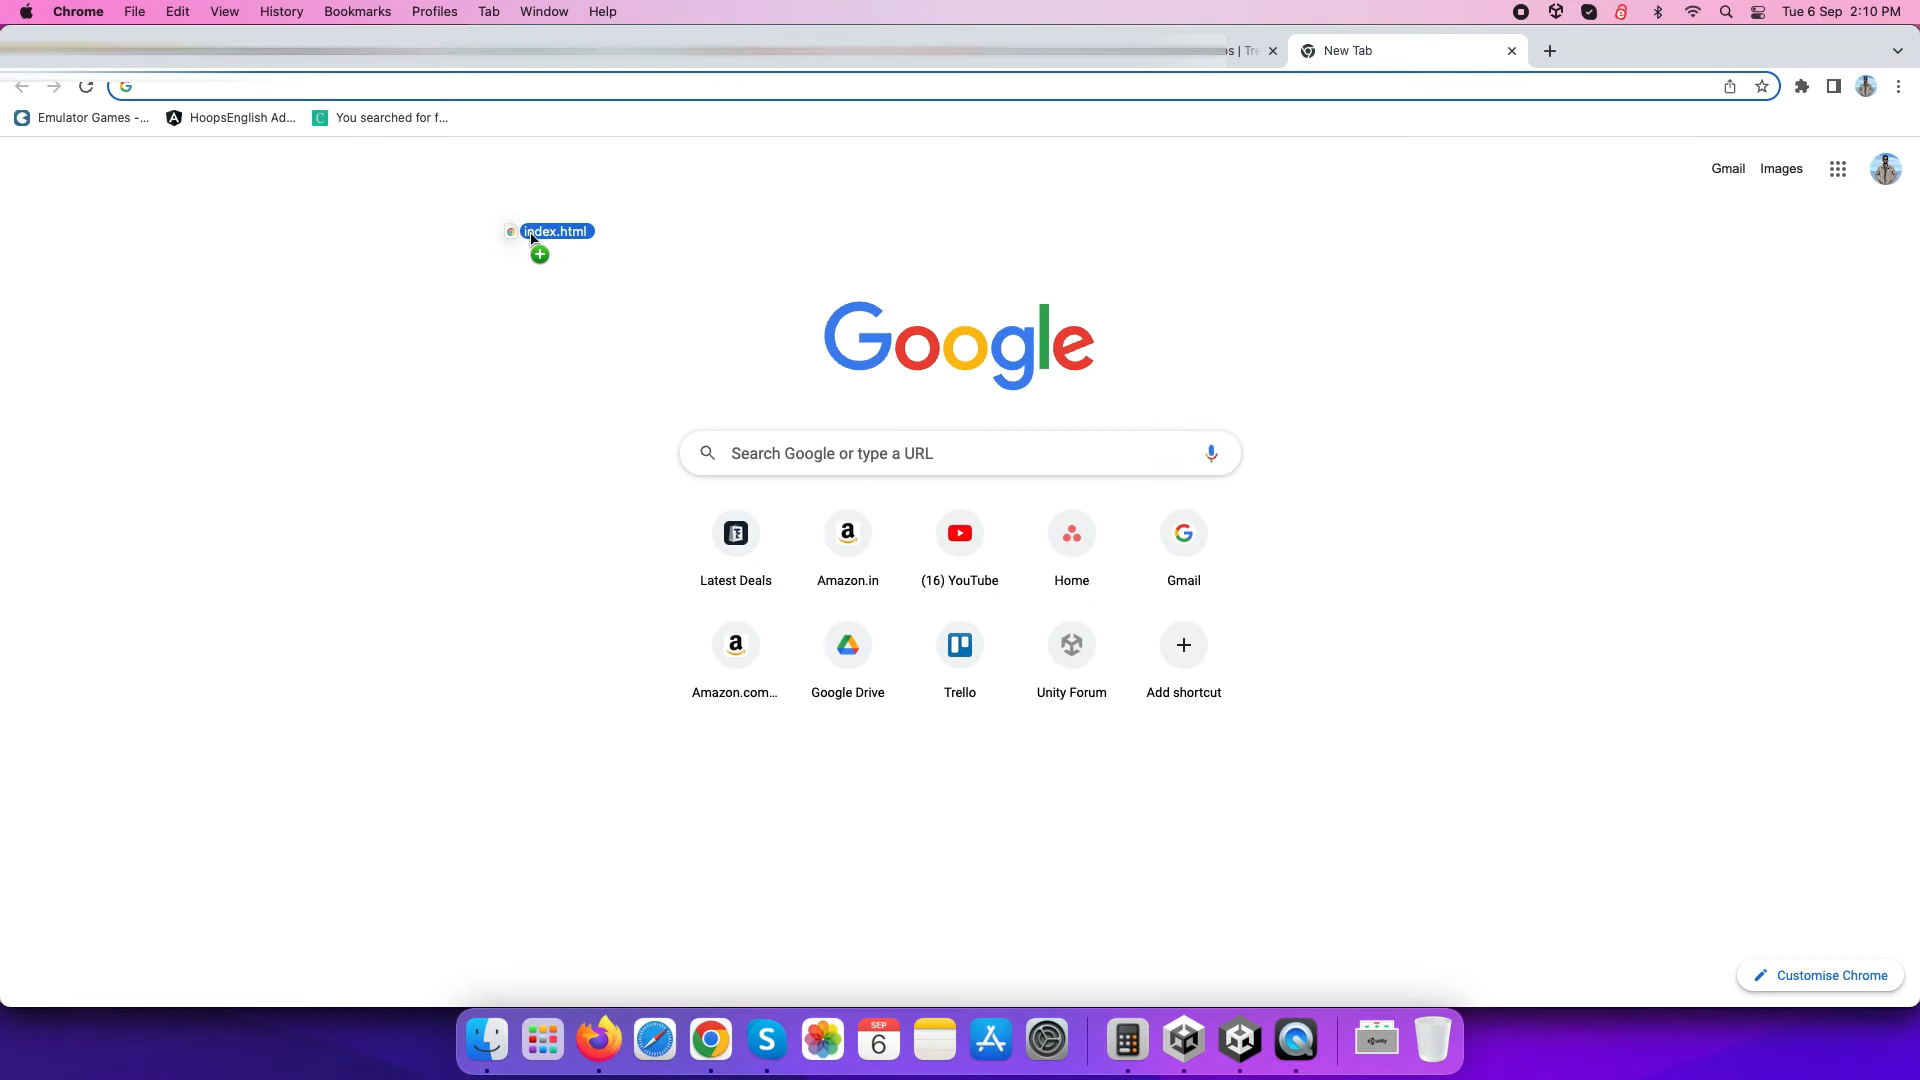 Chrome File Edit View History Bookmarks Profiles Tab Window Help Tue 6 Sep 2:10 PM
New Tab
Emulator Games -... HoopsEnglish Ad... You searched for f...
Gmail Images
index.html
Google
Search Google or type a URL
Latest Deals Amazon.in (16) YouTube Home Gmail
Amazon.com... Google Drive Trello Unity Forum Add shortcut
Customise Chrome
SEP
6
unity